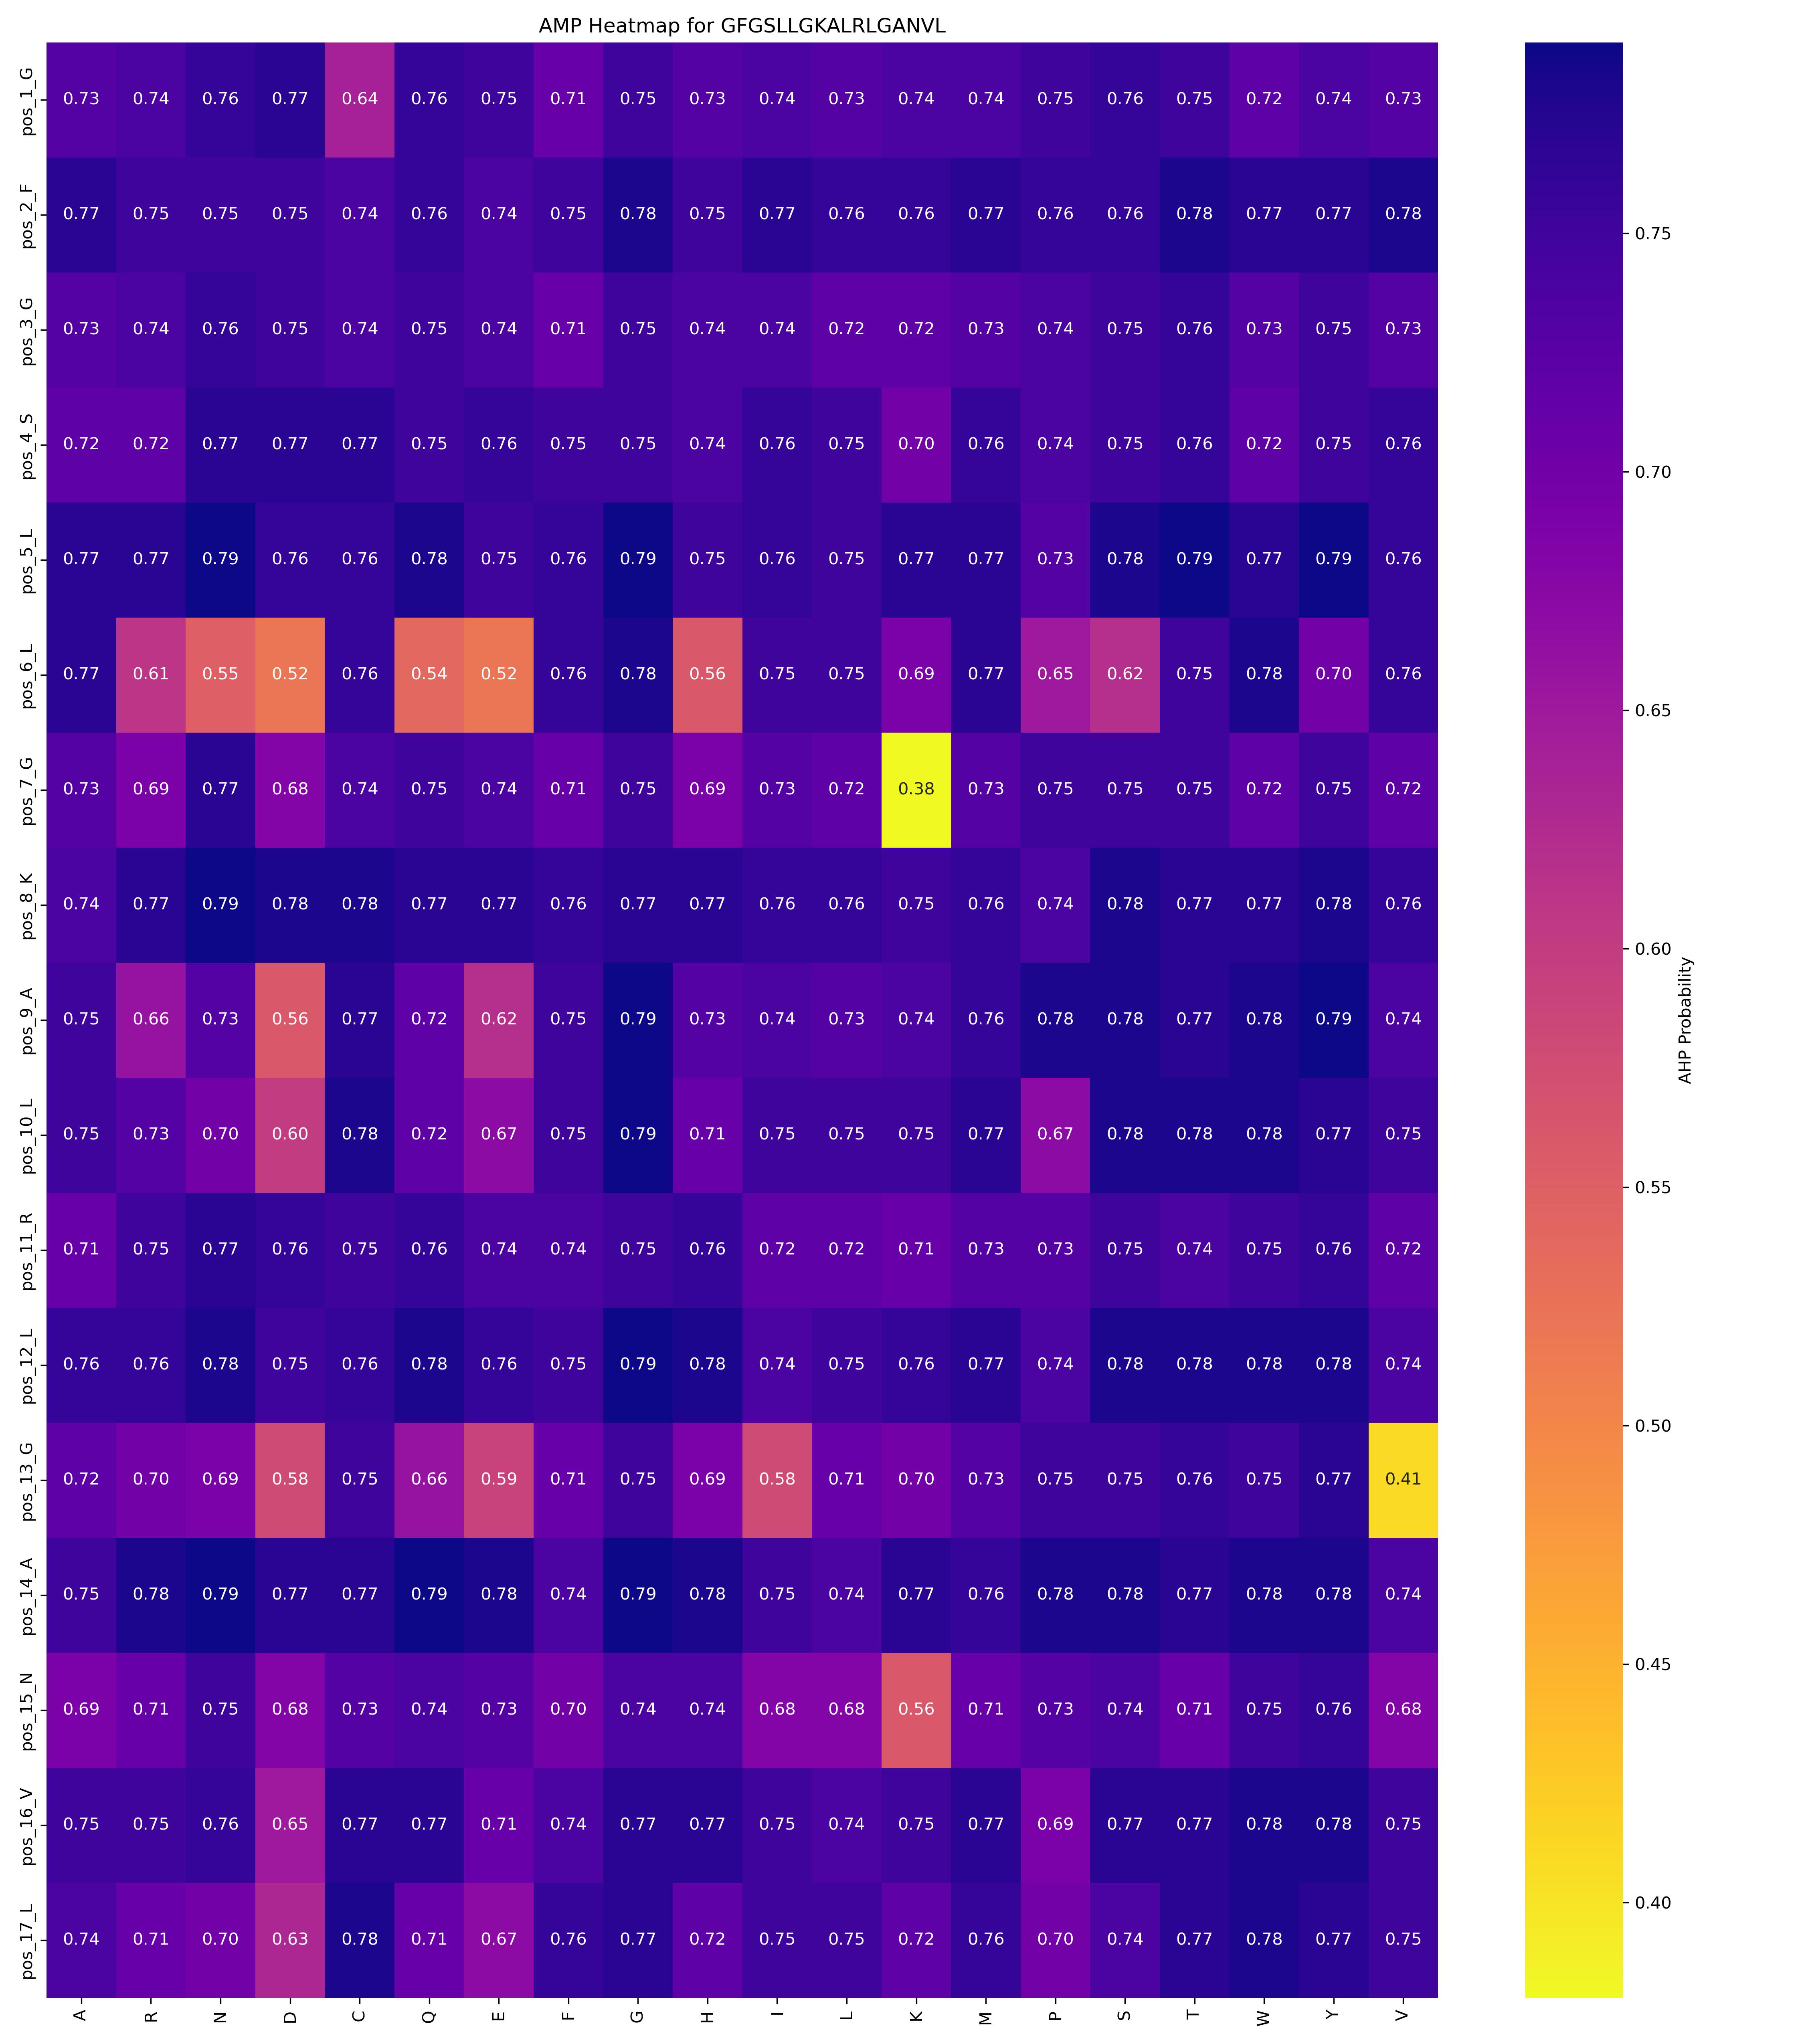 AMP Heatmap for GFGSLLGKALRLGANVL
pos_1_G 0.73 0.74 0.76 0.77 0.64 0.76 0.75 0.71 0.75 0.73 0.74 0.73 0.74 0.74 0.75 0.76 0.75 0.72 0.74 0.73
pos_2_F 0.77 0.75 0.75 0.75 0.74 0.76 0.74 0.75 0.78 0.75 0.77 0.76 0.76 0.77 0.76 0.76 0.78 0.77 0.77 0.78
pos_3_G 0.73 0.74 0.76 0.75 0.74 0.75 0.74 0.71 0.75 0.74 0.74 0.72 0.72 0.73 0.74 0.75 0.76 0.73 0.75 0.73
pos_4_S 0.72 0.72 0.77 0.77 0.77 0.75 0.76 0.75 0.75 0.74 0.76 0.75 0.70 0.76 0.74 0.75 0.76 0.72 0.75 0.76
pos_5_L 0.77 0.77 0.79 0.76 0.76 0.78 0.75 0.76 0.79 0.75 0.76 0.75 0.77 0.77 0.73 0.78 0.79 0.77 0.79 0.76
pos_6_L 0.77 0.61 0.55 0.52 0.76 0.54 0.52 0.76 0.78 0.56 0.75 0.75 0.69 0.77 0.65 0.62 0.75 0.78 0.70 0.76
pos_7_G 0.73 0.69 0.77 0.68 0.74 0.75 0.74 0.71 0.75 0.69 0.73 0.72 0.38 0.73 0.75 0.75 0.75 0.72 0.75 0.72
pos_8_K 0.74 0.77 0.79 0.78 0.78 0.77 0.77 0.76 0.77 0.77 0.76 0.76 0.75 0.76 0.74 0.78 0.77 0.77 0.78 0.76
pos_9_A 0.75 0.66 0.73 0.56 0.77 0.72 0.62 0.75 0.79 0.73 0.74 0.73 0.74 0.76 0.78 0.78 0.77 0.78 0.79 0.74
pos_10_L 0.75 0.73 0.70 0.60 0.78 0.72 0.67 0.75 0.79 0.71 0.75 0.75 0.75 0.77 0.67 0.78 0.78 0.78 0.77 0.75
pos_11_R 0.71 0.75 0.77 0.76 0.75 0.76 0.74 0.74 0.75 0.76 0.72 0.72 0.71 0.73 0.73 0.75 0.74 0.75 0.76 0.72
pos_12_L 0.76 0.76 0.78 0.75 0.76 0.78 0.76 0.75 0.79 0.78 0.74 0.75 0.76 0.77 0.74 0.78 0.78 0.78 0.78 0.74
pos_13_G 0.72 0.70 0.69 0.58 0.75 0.66 0.59 0.71 0.75 0.69 0.58 0.71 0.70 0.73 0.75 0.75 0.76 0.75 0.77 0.41
pos_14_A 0.75 0.78 0.79 0.77 0.77 0.79 0.78 0.74 0.79 0.78 0.75 0.74 0.77 0.76 0.78 0.78 0.77 0.78 0.78 0.74
pos_15_N 0.69 0.71 0.75 0.68 0.73 0.74 0.73 0.70 0.74 0.74 0.68 0.68 0.56 0.71 0.73 0.74 0.71 0.75 0.76 0.68
pos_16_V 0.75 0.75 0.76 0.65 0.77 0.77 0.71 0.74 0.77 0.77 0.75 0.74 0.75 0.77 0.69 0.77 0.77 0.78 0.78 0.75
pos_17_L 0.74 0.71 0.70 0.63 0.78 0.71 0.67 0.76 0.77 0.72 0.75 0.75 0.72 0.76 0.70 0.74 0.77 0.78 0.77 0.75
A R N D C Q E F G H I L K M P S T W Y V
0.75
0.70
0.65
0.60
0.55
0.50
0.45
0.40
AHP Probability